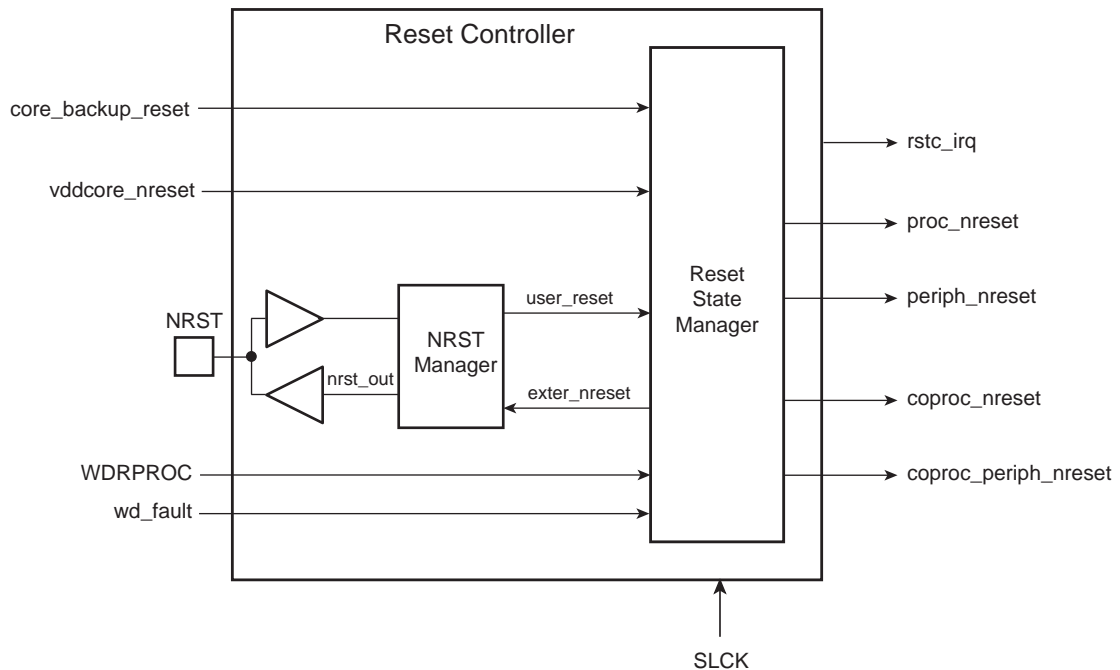 Reset Controller
core_backup_reset
rstc_irq
vddcore_nreset
proc_nreset
Reset
State
Manager
periph_nreset
user_reset
NRST
NRST
Manager
nrst_out
exter_nreset
coproc_nreset
WDRPROC
coproc_periph_nreset
wd_fault
SLCK